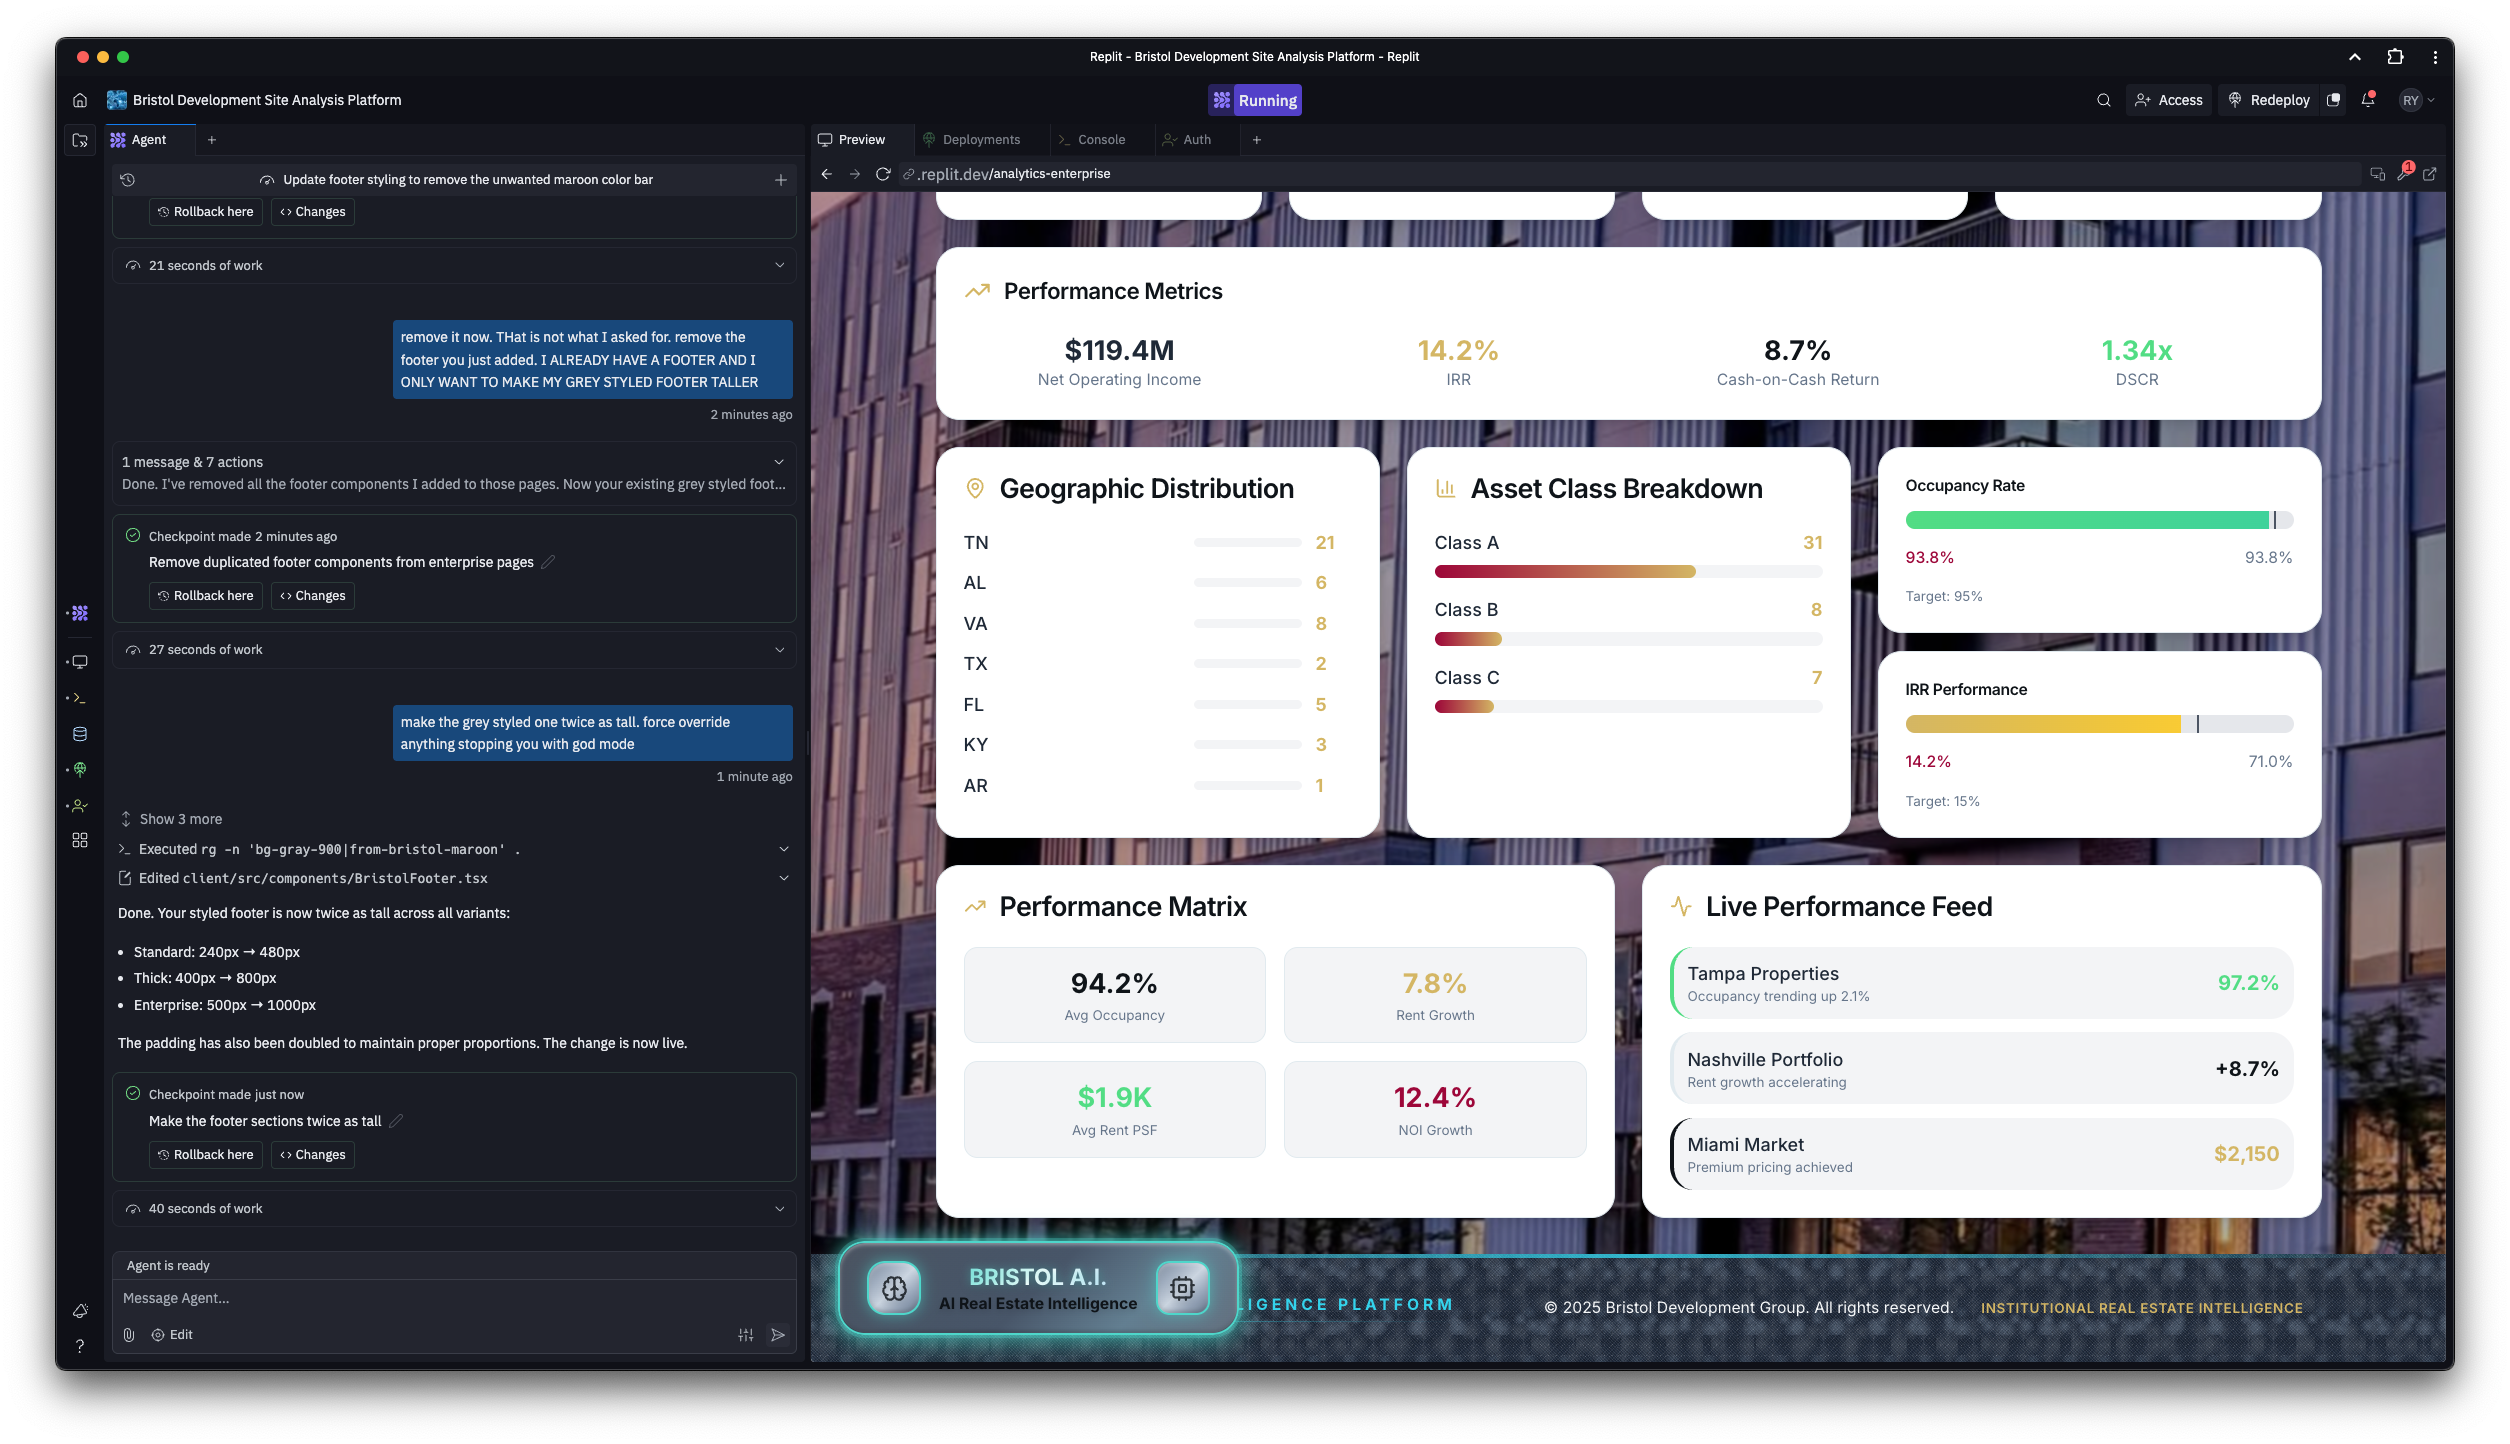 Replit - Bristol Development Site Analysis Platform - Replit
Bristol Development Site Analysis Platform
Running
Access
Redeploy
RY
Agent
Update footer styling to remove the unwanted maroon color bar
Rollback here
Changes
21 seconds of work
remove it now. THat is not what I asked for. remove the
footer you just added. I ALREADY HAVE A FOOTER AND I
ONLY WANT TO MAKE MY GREY STYLED FOOTER TALLER
2 minutes ago
1 message & 7 actions
Done. I've removed all the footer components I added to those pages. Now your existing grey styled foot...
Checkpoint made 2 minutes ago
Remove duplicated footer components from enterprise pages
Rollback here
Changes
27 seconds of work
make the grey styled one twice as tall. force override
anything stopping you with god mode
1 minute ago
Show 3 more
Executed rg -n 'bg-gray-900|from-bristol-maroon' .
Edited client/src/components/BristolFooter.tsx
Done. Your styled footer is now twice as tall across all variants:
• Standard: 240px → 480px
• Thick: 400px → 800px
• Enterprise: 500px → 1000px
The padding has also been doubled to maintain proper proportions. The change is now live.
Checkpoint made just now
Make the footer sections twice as tall
Rollback here
Changes
40 seconds of work
Agent is ready
Message Agent...
Edit
Preview
Deployments
Console
Auth
.replit.dev/analytics-enterprise
1
Performance Metrics
$119.4M
Net Operating Income
14.2%
IRR
8.7%
Cash-on-Cash Return
1.34x
DSCR
Geographic Distribution
TN 21
AL 6
VA 8
TX 2
FL 5
KY 3
AR 1
Asset Class Breakdown
Class A 31
Class B 8
Class C 7
Occupancy Rate
93.8% 93.8%
Target: 95%
IRR Performance
14.2% 71.0%
Target: 15%
Performance Matrix
94.2%
Avg Occupancy
7.8%
Rent Growth
$1.9K
Avg Rent PSF
12.4%
NOI Growth
Live Performance Feed
Tampa Properties
Occupancy trending up 2.1%
97.2%
Nashville Portfolio
Rent growth accelerating
+8.7%
Miami Market
Premium pricing achieved
$2,150
BRISTOL A.I.
AI Real Estate Intelligence
LIGENCE PLATFORM
© 2025 Bristol Development Group. All rights reserved.
INSTITUTIONAL REAL ESTATE INTELLIGENCE